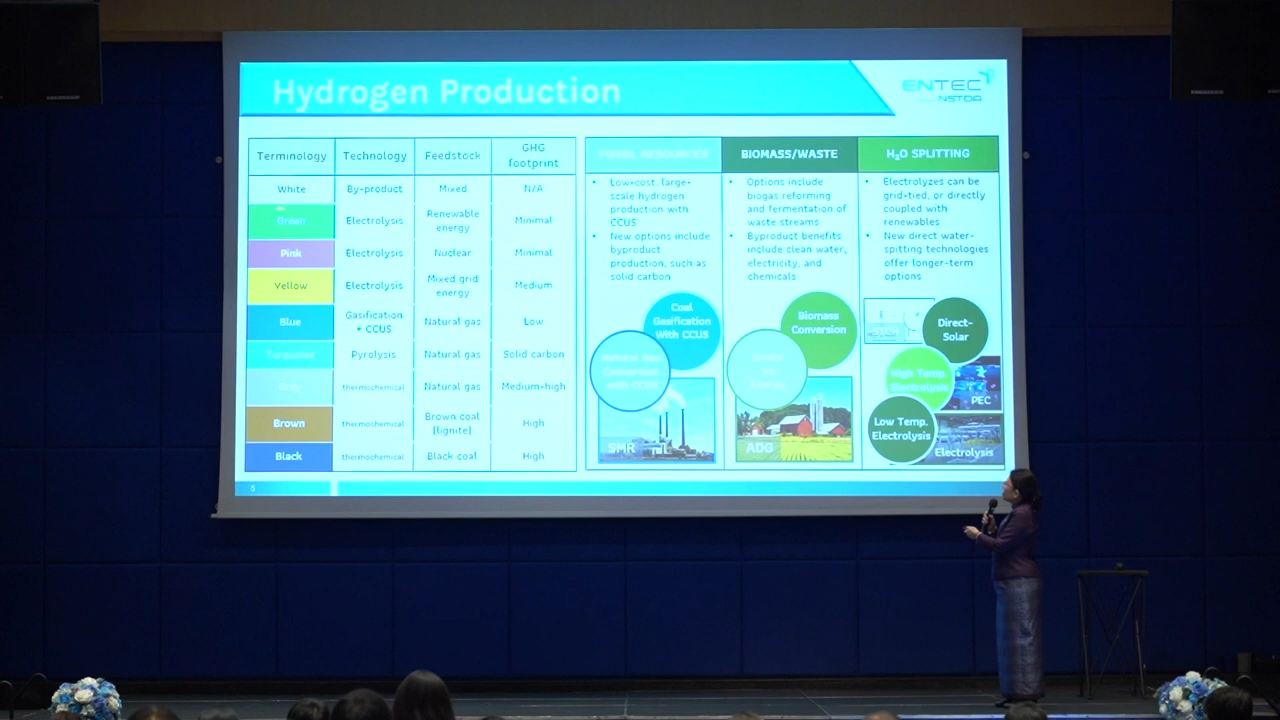 Hydrogen Production
ENTEC
NSTDA
Terminology Technology Feedstock GHG
footprint
White By-product Mixed N/A
Green Electrolysis Renewable
energy Minimal
Pink Electrolysis Nuclear Minimal
Yellow Electrolysis Mixed grid
energy Medium
Blue Gasification
+ CCUS Natural gas Low
Turquoise Pyrolysis Natural gas Solid carbon
Gray thermochemical Natural gas Medium-high
Brown thermochemical Brown coal
(lignite) High
Black thermochemical Black coal High
FOSSIL RESOURCES
• Low-cost, large-
scale hydrogen
production with
CCUS
• New options include
byproduct
production, such as
solid carbon
Coal
Gasification
With CCUS
Natural Gas
Conversion
with CCUS
SMR
BIOMASS/WASTE
• Options include
biogas reforming
and fermentation of
waste streams
• Byproduct benefits
include clean water,
electricity, and
chemicals
Biomass
Conversion
Waste
to
Energy
ADG
H₂O SPLITTING
• Electrolyzes can be
grid-tied, or directly
coupled with
renewables
• New direct water-
spitting technologies
offer longer-term
options
STCH
Direct-
Solar
High Temp.
Electrolysis
PEC
Low Temp.
Electrolysis
Electrolysis
5